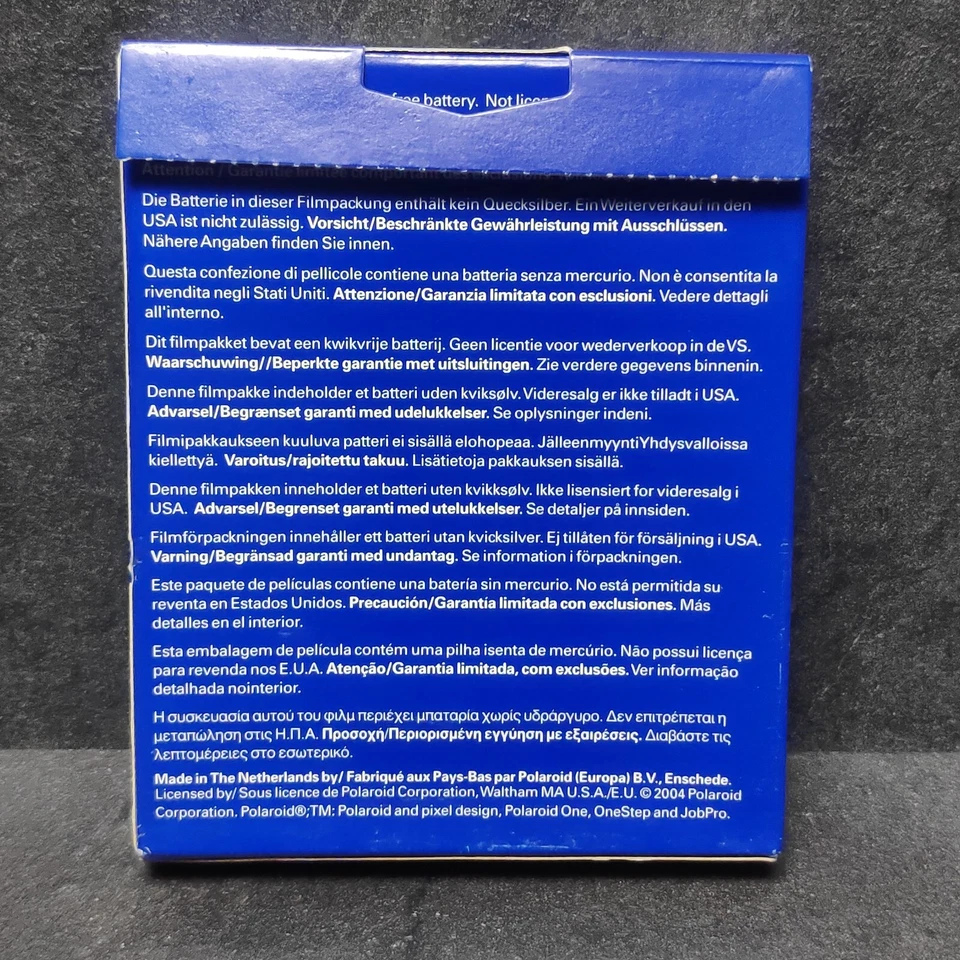 free battery. Not
Attention / Garantie limitée
Die Batterie in dieser Filmpackung enthält kein Quecksilber. EinWeiterverkauf in den
USA ist nicht zulässig. Vorsicht/Beschränkte Gewährleistung mit Ausschlüssen.
Nähere Angaben finden Sie innen.
Questa confezione di pellicole contiene una batteria senza mercurio. Non è consentita la
rivendita negli Stati Uniti. Attenzione/Garanzia limitata con esclusioni. Vedere dettagli
all'interno.
Dit filmpakket bevat een kwikvrije batterij. Geen licentie voor wederverkoop in deVS.
Waarschuwing//Beperkte garantie met uitsluitingen. Zie verdere gegevens binnenin.
Denne filmpakke indeholder et batteri uden kviksølv. Videresalg er ikke tilladt i USA.
Advarsel/Begrænset garanti med udelukkelser. Se oplysninger indeni.
Filmipakkaukseen kuuluva patteri ei sisällä elohopeaa. JälleenmyyntiYhdysvalloissa
kiellettyä. Varoitus/rajoitettu takuu. Lisätietoja pakkauksen sisällä.
Denne filmpakken inneholder et batteri uten kvikksølv. Ikke lisensiert for videresalg i
USA. Advarsel/Begrenset garanti med utelukkelser. Se detaljer på innsiden.
Filmförpackningen innehåller ett batteri utan kvicksilver. Ej tillåten för försäljning i USA.
Varning/Begränsad garanti med undantag. Se information i förpackningen.
Este paquete de películas contiene una batería sin mercurio. No está permitida su
reventa en Estados Unidos. Precaución/Garantía limitada con exclusiones. Más
detalles en el interior.
Esta embalagem de película contém uma pilha isenta de mercúrio. Não possui licença
para revenda nos E.U.A. Atenção/Garantia limitada, com exclusões. Ver informação
detalhada nointerior.
Η συσκευασία αυτού του φιλμ περιέχει μπαταρία χωρίς υδράργυρο. Δεν επιτρέπεται η
μεταπώληση στις Η.Π.Α. Προσοχή/Περιορισμένη εγγύηση με εξαιρέσεις. Διαβάστε τις
λεπτομέρειες στο εσωτερικό.
Made in The Netherlands by/ Fabriqué aux Pays-Bas par Polaroid (Europa) B.V., Enschede.
Licensed by/ Sous licence de Polaroid Corporation, Waltham MA U.S.A./E.U. © 2004 Polaroid
Corporation. Polaroid®;TM: Polaroid and pixel design, Polaroid One, OneStep and JobPro.